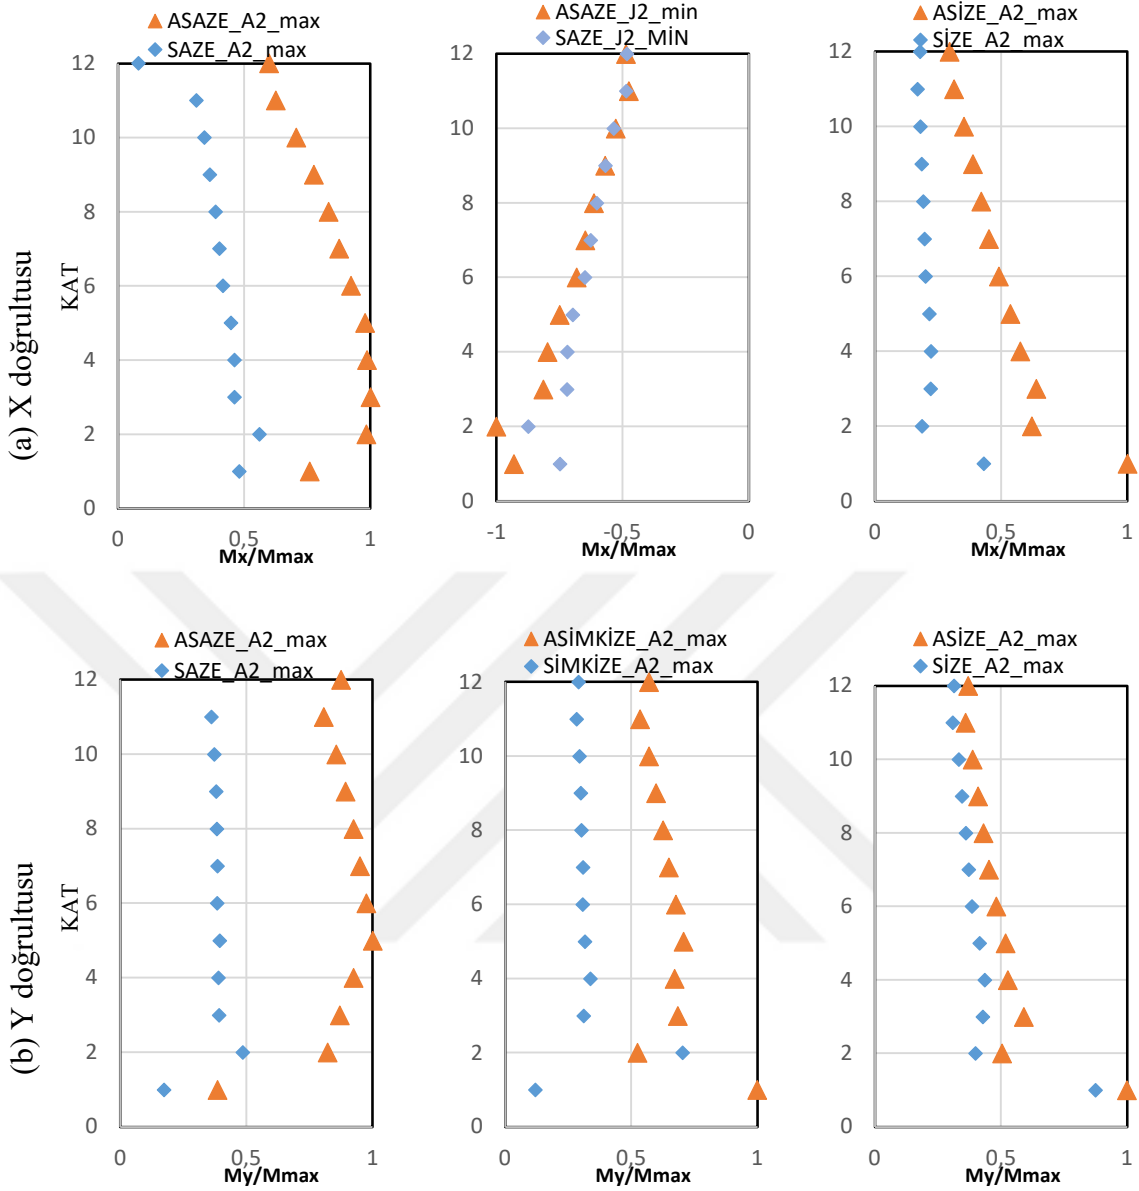 ASAZE_A2_max
SAZE_A2_max
12
10
8
6
4
2
0
0
0,5
1
KAT
Mx/Mmax
ASAZE_J2_min
SAZE_J2_MİN
12
10
8
6
4
2
0
-1
-0,5
0
Mx/Mmax
ASİZE_A2_max
SİZE_A2_max
12
10
8
6
4
2
0
0
0,5
1
Mx/Mmax
(a) X doğrultusu
ASAZE_A2_max
SAZE_A2_max
12
10
8
6
4
2
0
0
0,5
1
KAT
My/Mmax
ASİMKİZE_A2_max
SİMKİZE_A2_max
12
10
8
6
4
2
0
0
0,5
1
My/Mmax
ASİZE_A2_max
SİZE_A2_max
12
10
8
6
4
2
0
0
0,5
1
My/Mmax
(b) Y doğrultusu